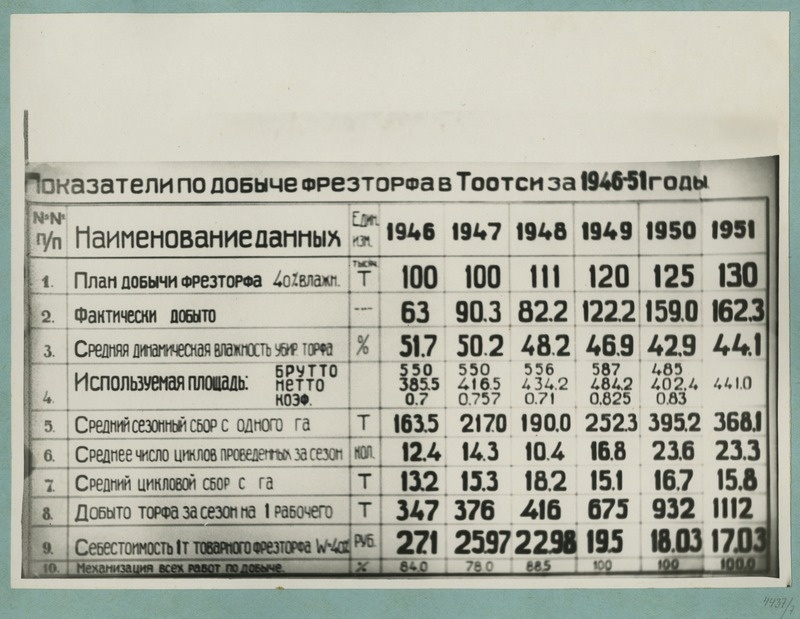 Показатели по добыче фрезторфа в Тоотси за 1946-51 годы
№№ п/п Наименование данных Един. изм. 1946 1947 1948 1949 1950 1951
1. План добычи фрезторфа 40% влажн. тысяч. Т 100 100 111 120 125 130
2. Фактически добыто — 63 90.3 82.2 122.2 159.0 162.3
3. Средняя динамическая влажность убир торфа % 51.7 50.2 48.2 46.9 42.9 44.1
4. Используемая площадь: брутто 550 550 556 587 485
нетто 385.5 416.5 434.2 484.2 402.4 441.0
коэф. 0.7 0.757 0.71 0.825 0.83
5. Средний сезонный сбор с одного га Т 163.5 217.0 190.0 252.3 395.2 368.1
6. Среднее число циклов проведенных за сезон кол. 12.4 14.3 10.4 16.8 23.6 23.3
7. Средний цикловой сбор с га Т 13.2 15.3 18.2 15.1 16.7 15.8
8. Добыто торфа за сезон на 1 рабочего Т 347 376 416 675 932 1112
9. Себестоимость 1т товарного фрезторфа W=40% руб. 27.1 25.97 22.98 19.5 18.03 17.03
10. Механизация всех работ по добыче. % 84.0 78.0 88.5 100 100 100.0
4437/7